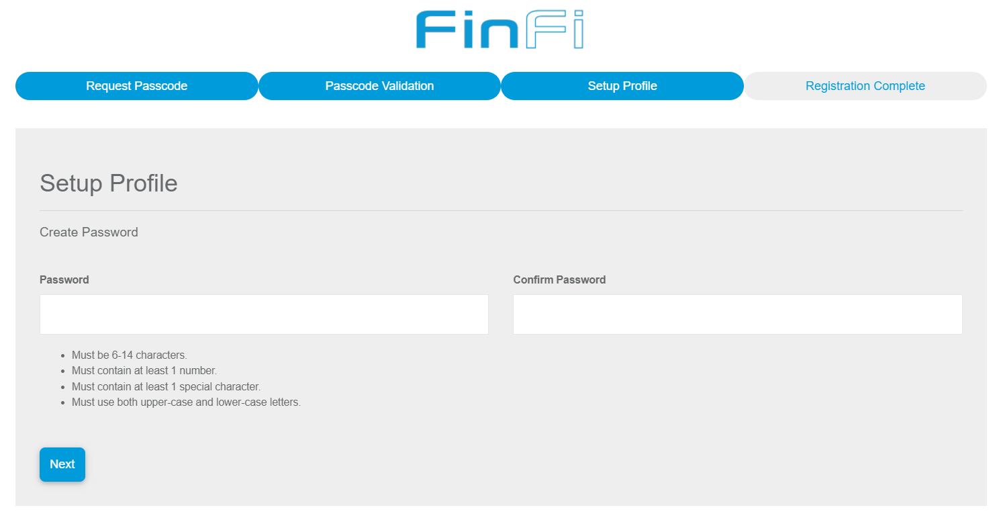 FinFi
Request Passcode
Passcode Validation
Setup Profile
Registration Complete
Setup Profile
Create Password
Password
Confirm Password
• Must be 6-14 characters.
• Must contain at least 1 number.
• Must contain at least 1 special character.
• Must use both upper-case and lower-case letters.
Next